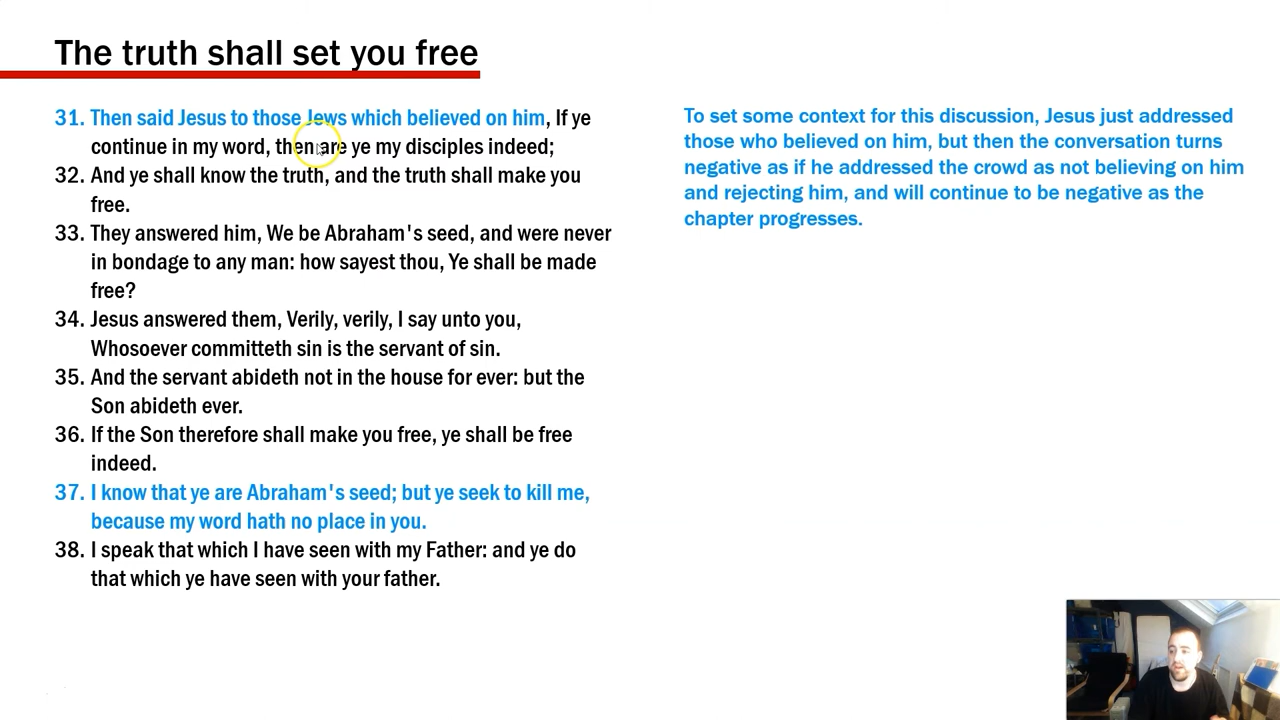 The truth shall set you free
31. Then said Jesus to those Jews which believed on him, If ye
continue in my word, then are ye my disciples indeed;
32. And ye shall know the truth, and the truth shall make you
free.
33. They answered him, We be Abraham's seed, and were never
in bondage to any man: how sayest thou, Ye shall be made
free?
34. Jesus answered them, Verily, verily, I say unto you,
Whosoever committeth sin is the servant of sin.
35. And the servant abideth not in the house for ever: but the
Son abideth ever.
36. If the Son therefore shall make you free, ye shall be free
indeed.
37. I know that ye are Abraham's seed; but ye seek to kill me,
because my word hath no place in you.
38. I speak that which I have seen with my Father: and ye do
that which ye have seen with your father.
To set some context for this discussion, Jesus just addressed
those who believed on him, but then the conversation turns
negative as if he addressed the crowd as not believing on him
and rejecting him, and will continue to be negative as the
chapter progresses.